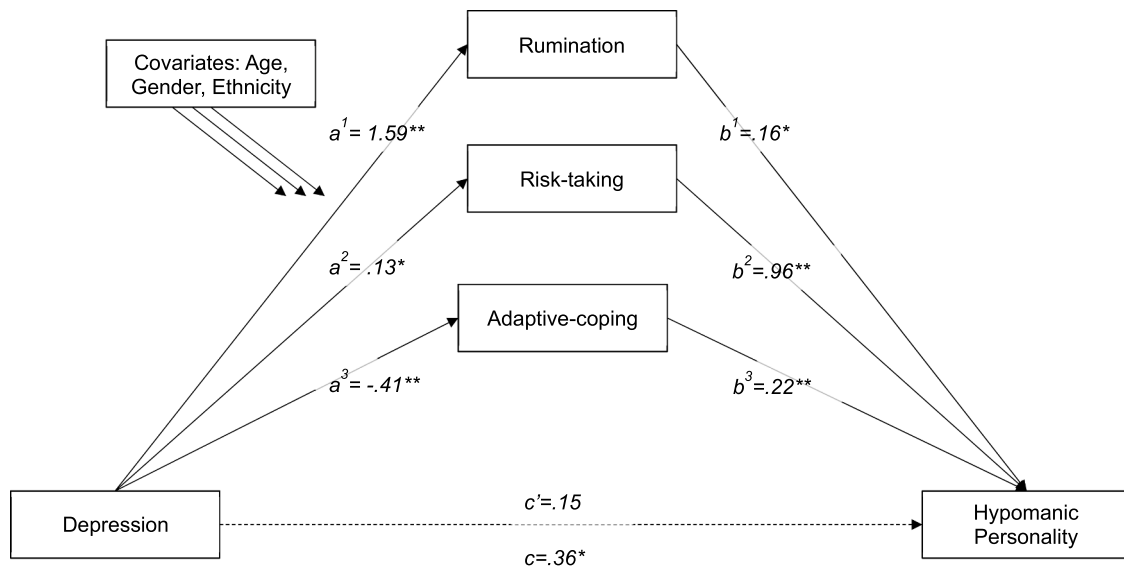 Rumination
Covariates: Age,
Gender, Ethnicity
a1= 1.59**
b1=.16*
Risk-taking
a2= .13*
b2=.96**
Adaptive-coping
a3= -.41**
b3=.22**
c’=.15
Depression
Hypomanic
Personality
c=.36*